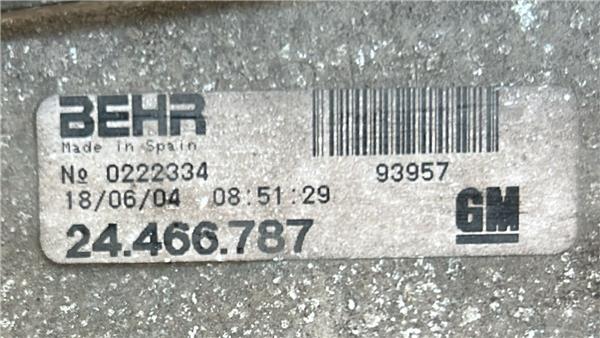 BEHR
Made in Spain
Nº 0222334
93957
18/06/04 08:51:29
24.466.787
GM